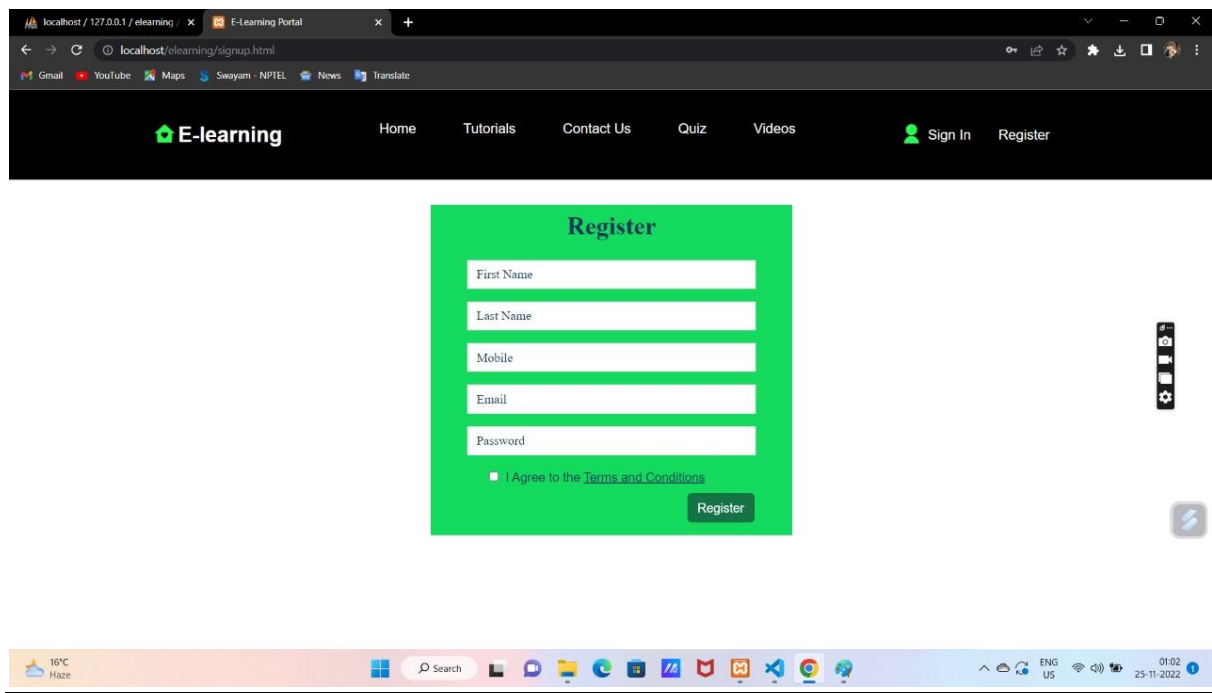 localhost / 127.0.0.1 / elearning /
E-Learning Portal
localhost/elearning/signup.html
Gmail YouTube Maps Swayam - NPTEL News Translate
E-learning Home Tutorials Contact Us Quiz Videos Sign In Register
Register
First Name
Last Name
Mobile
Email
Password
I Agree to the Terms and Conditions
Register
16°C
Haze
Search
ENG
US
01:02
25-11-2022
1